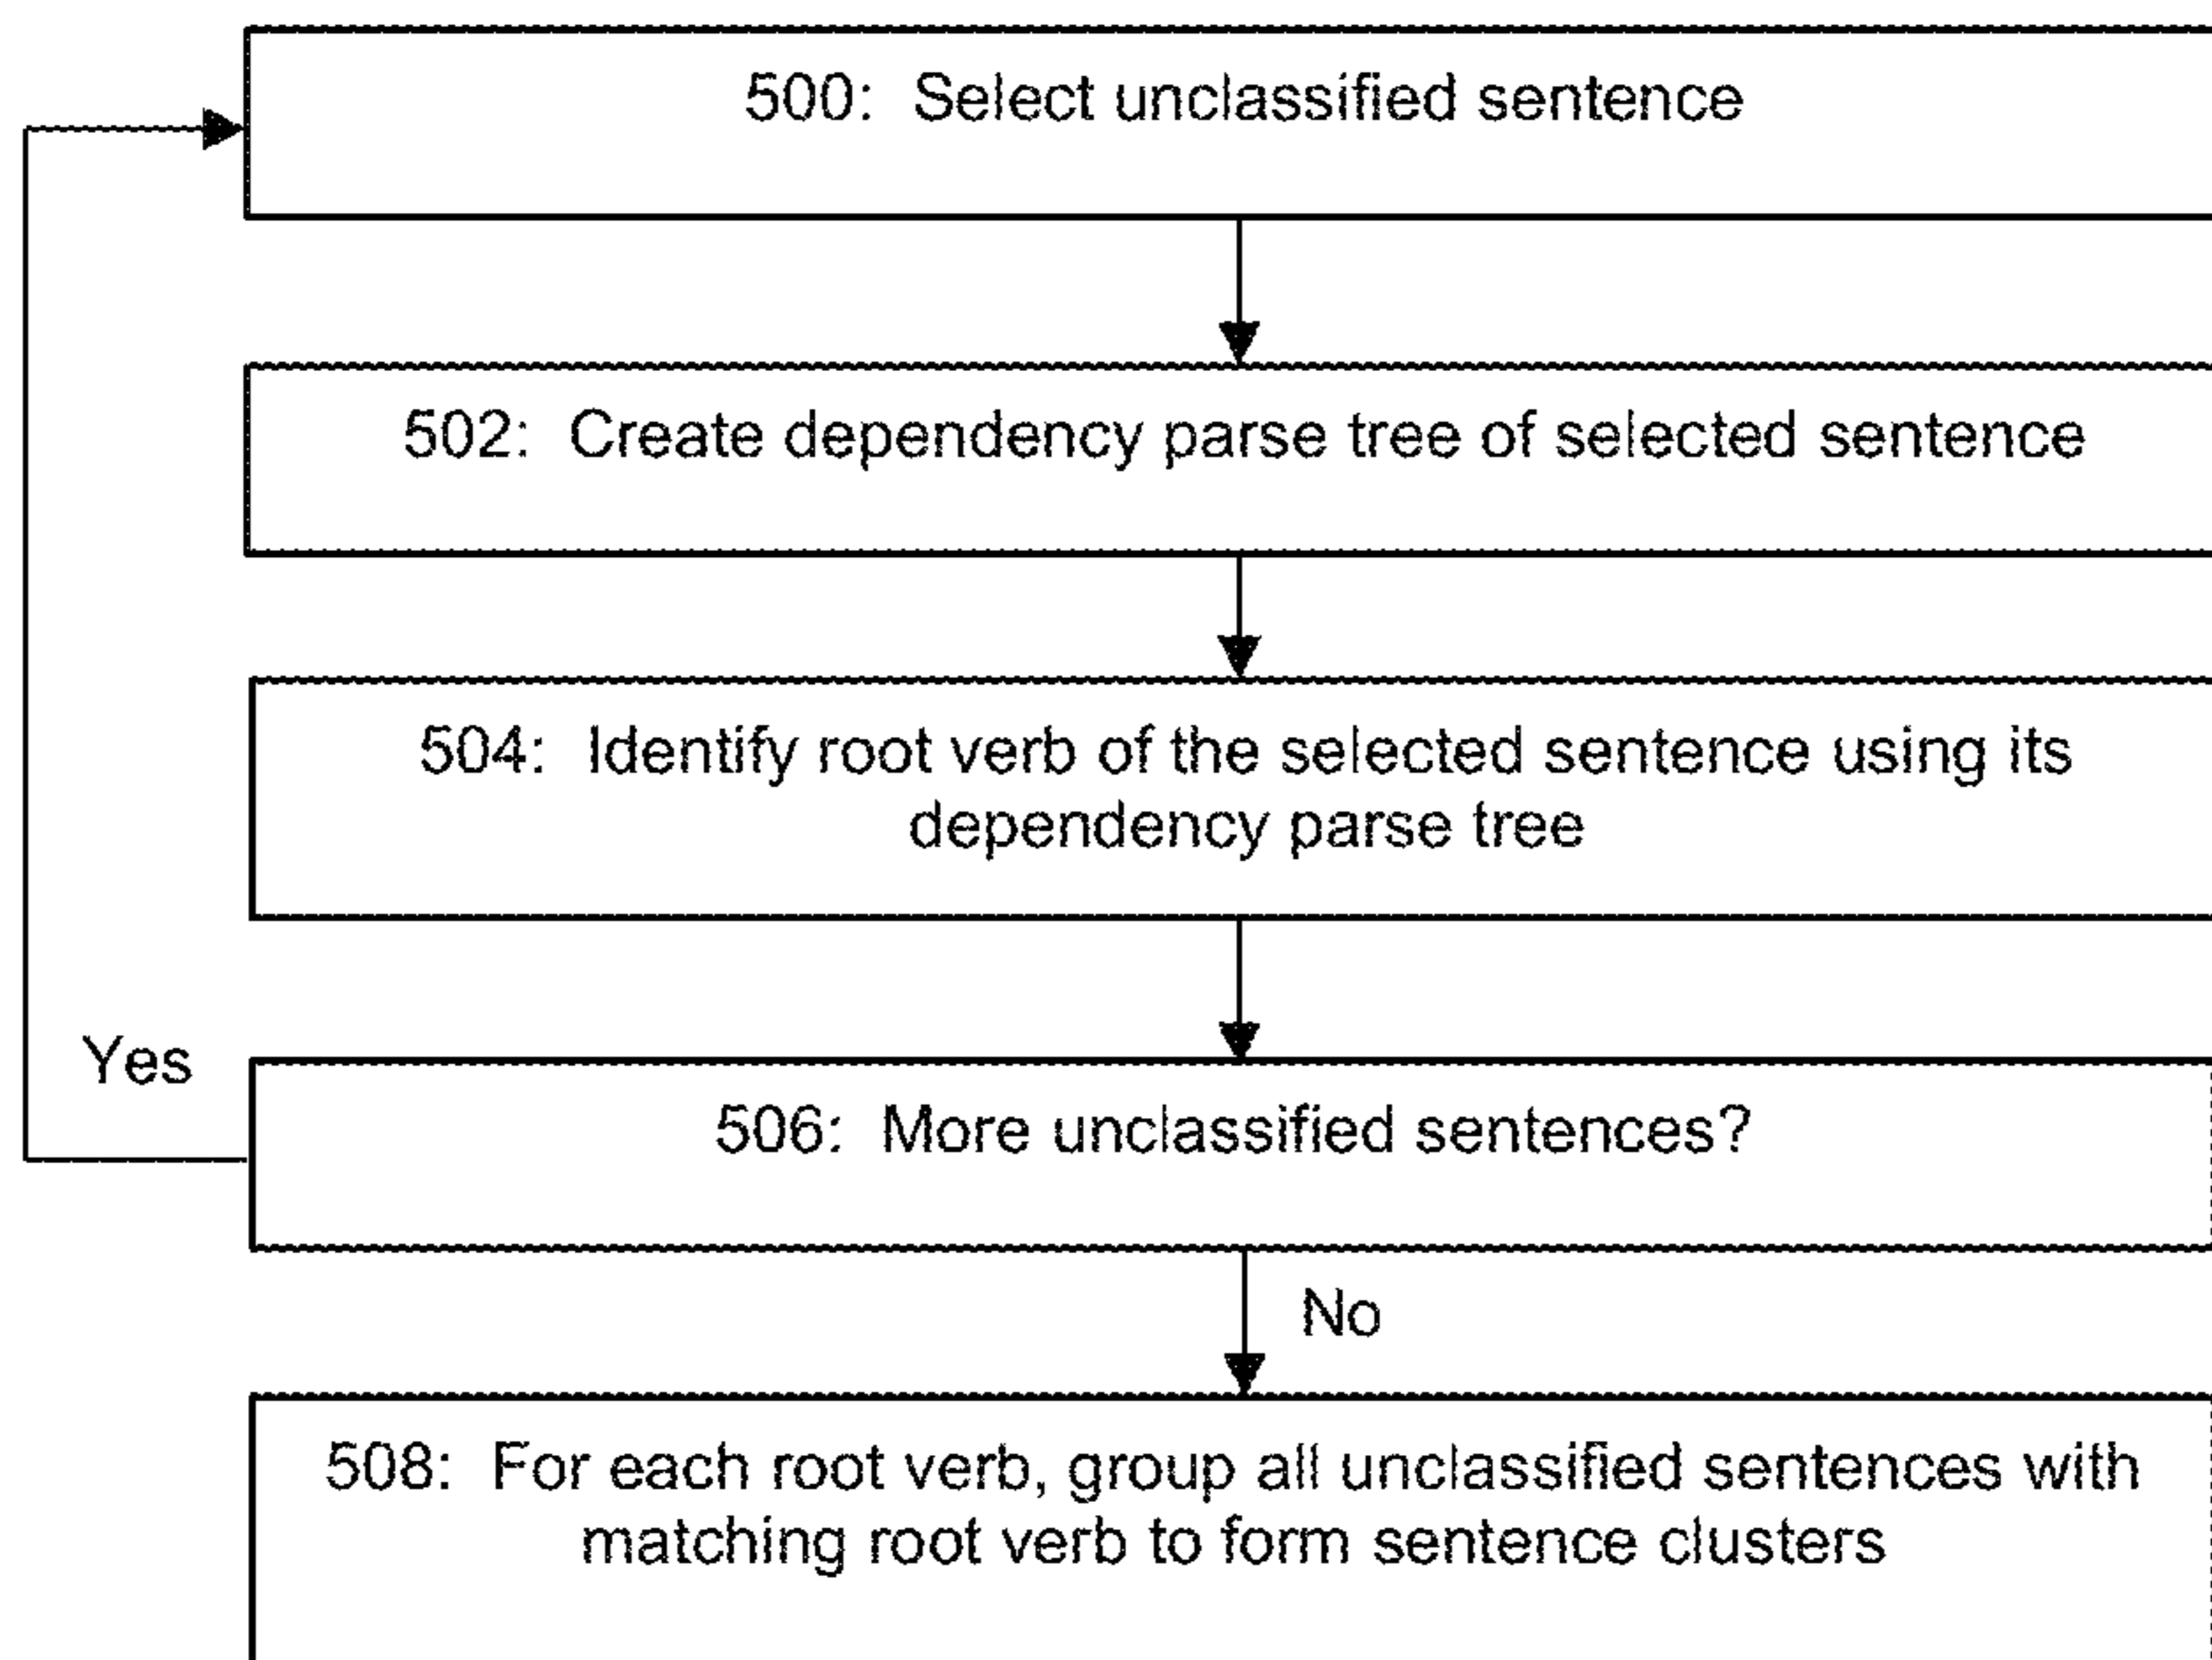 500: Select unclassified sentence
502: Create dependency parse tree of selected sentence
504: Identify root verb of the selected sentence using its
dependency parse tree
Yes
506: More unclassified sentences?
No
508: For each root verb, group all unclassified sentences with
matching root verb to form sentence clusters